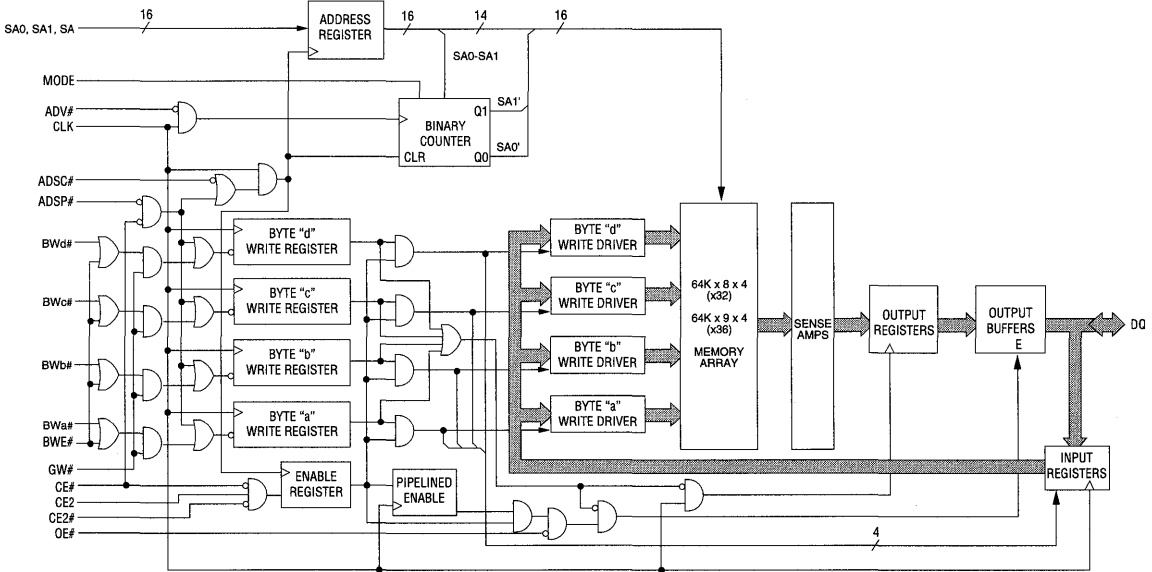 16
ADDRESS
REGISTER
16
14
16
SA0, SA1, SA
SA0-SA1
MODE
ADV#
CLK
BINARY
COUNTER
CLR
Q1
Q0
SA1'
SA0'
ADSC#
ADSP#
BWd#
BYTE "d"
WRITE REGISTER
BYTE "d"
WRITE DRIVER
BWc#
BYTE "c"
WRITE REGISTER
BYTE "c"
WRITE DRIVER
BWb#
BYTE "b"
WRITE REGISTER
BYTE "b"
WRITE DRIVER
BWa#
BWE#
BYTE "a"
WRITE REGISTER
BYTE "a"
WRITE DRIVER
64K x 8 x 4
(x32)
64K x 9 x 4
(x36)
MEMORY
ARRAY
SENSE
AMPS
OUTPUT
REGISTERS
OUTPUT
BUFFERS
E
DQ
INPUT
REGISTERS
GW#
CE#
CE2
CE2#
OE#
ENABLE
REGISTER
PIPELINED
ENABLE
4